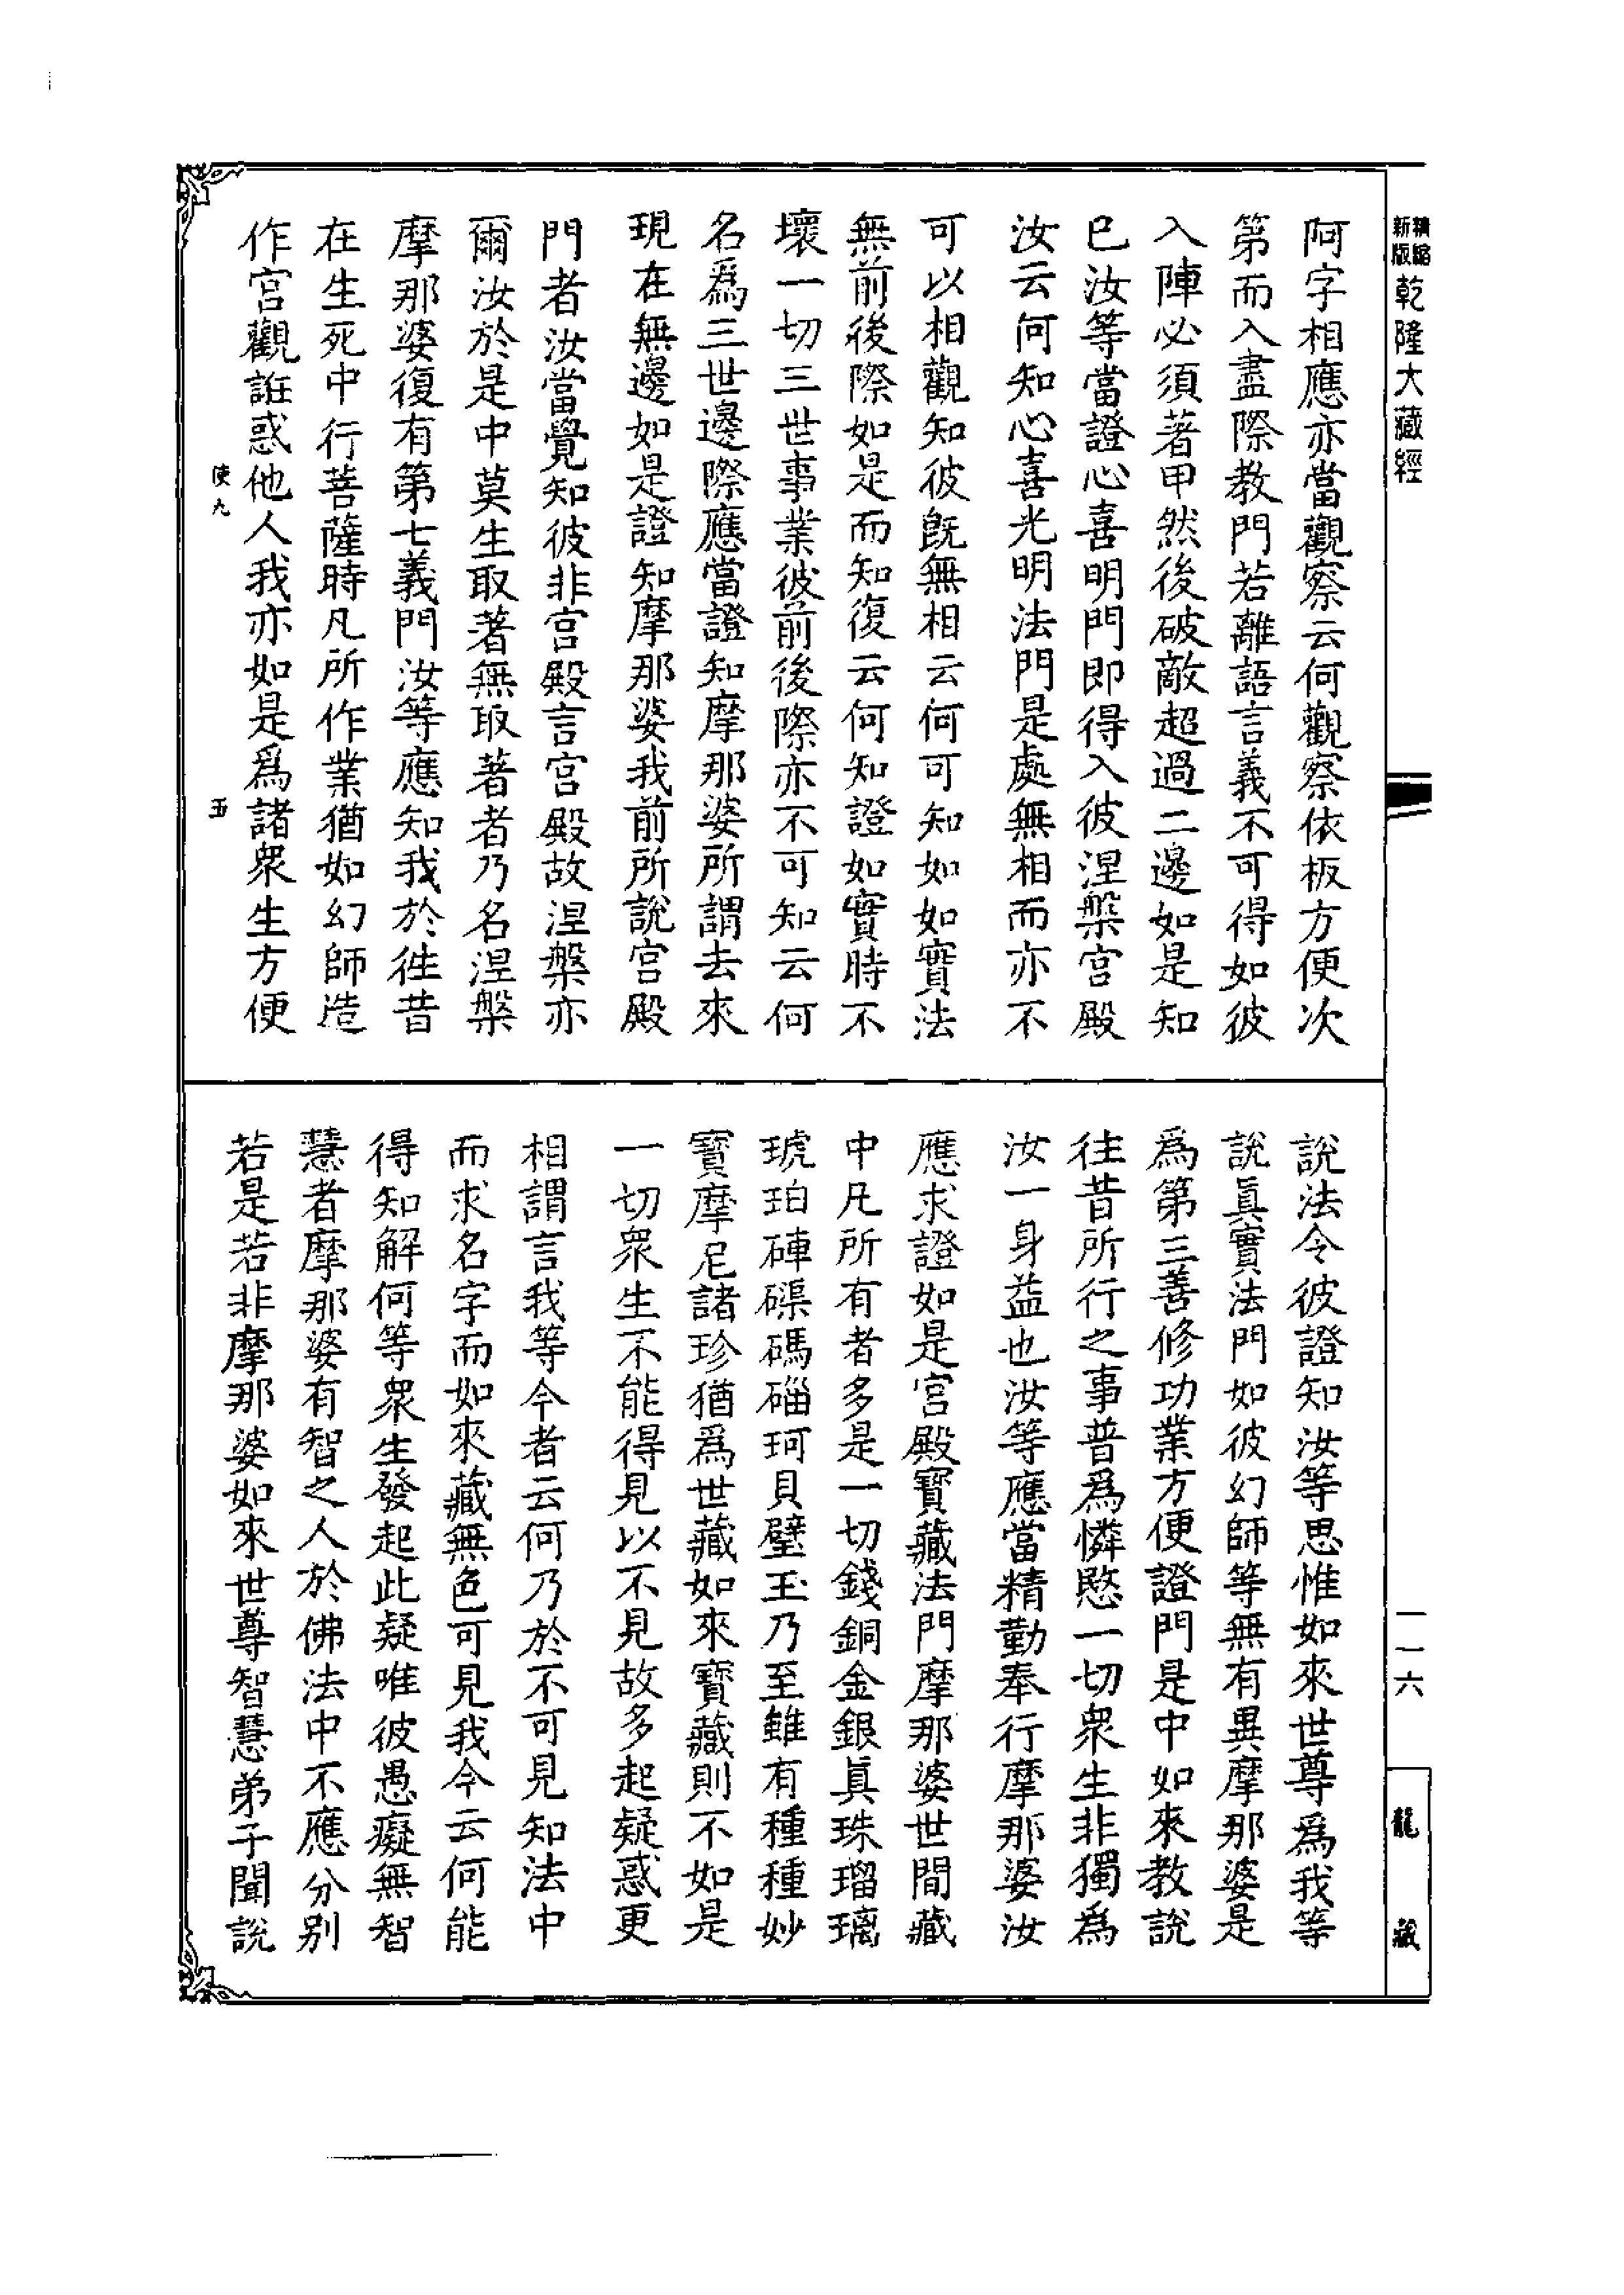 新版精縮
乾隆大藏經
一一六
龍藏
阿字相應亦當觀察云何觀察依板方便次
第而入盡際教門若離語言義不可得如彼
入陣必須著甲然後破敵超過二邊如是知
已汝等當證心喜明門即得入彼涅槃宮殿
汝云何知心喜光明法門是處無相而亦不
可以相觀知彼旣無相云何可知如如實法
無前後際如是而知復云何知證如實時不
壞一切三世事業彼前後際亦不可知云何
名爲三世邊際應當證知摩那婆所謂去來
現在無邊如是證知摩那婆我前所說宮殿
門者汝當覺知彼非宮殿言宮殿故涅槃亦
爾汝於是中莫生取著無取著者乃名涅槃
摩那婆復有第七義門汝等應知我於往昔
在生死中行菩薩時凡所作業猶如幻師造
作宮觀誑惑他人我亦如是爲諸衆生方便
使九
五
說法令彼證知汝等思惟如來世尊爲我等
說眞實法門如彼幻師等無有異摩那婆是
爲第三善修功業方便證門是中如來教說
往昔所行之事普爲憐愍一切衆生非獨爲
汝一身益也汝等應當精勤奉行摩那婆汝
應求證如是宮殿寶藏法門摩那婆世間藏
中凡所有者多是一切錢銅金銀眞珠瑠璃
琥珀硨磲碼碯珂貝璧玉乃至雖有種種妙
寶摩尼諸珍猶爲世藏如來寶藏則不如是
一切衆生不能得見以不見故多起疑惑更
相謂言我等今者云何乃於不可見知法中
而求名字而如來藏無色可見我今云何能
得知解何等衆生發起此疑唯彼愚癡無智
慧者摩那婆有智之人於佛法中不應分別
若是若非摩那婆如來世尊智慧弟子聞說